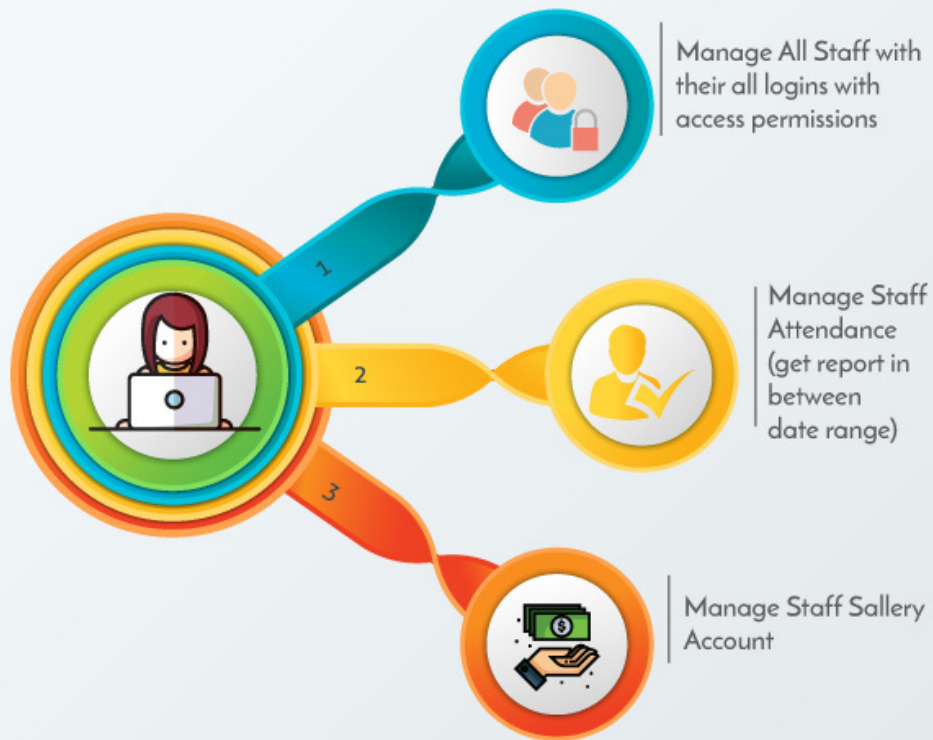 Manage All Staff with
their all logins with
access permissions
1
Manage Staff
Attendance
(get report in
between
date range)
2
3
Manage Staff Sallery
Account
$